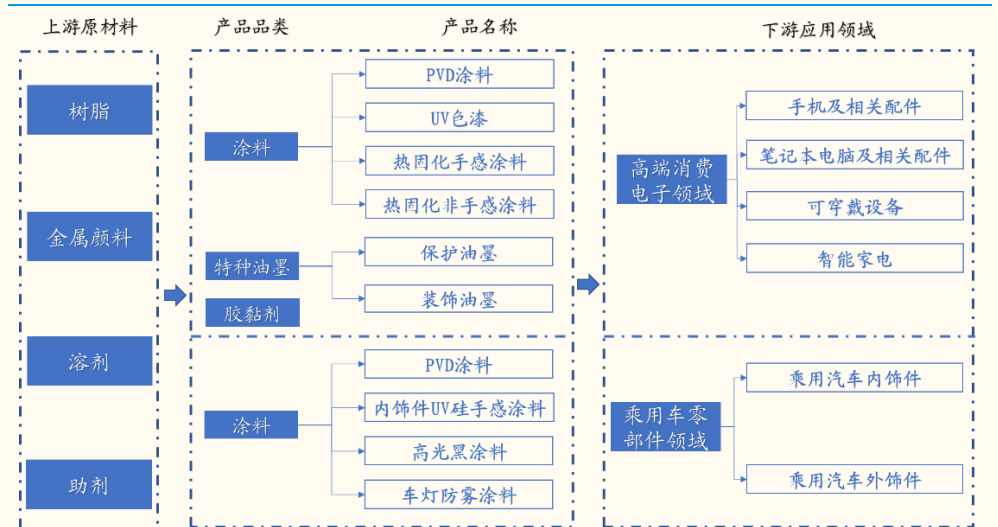 上游原材料
产品品类
产品名称
下游应用领域
树脂
金属颜料
溶剂
助剂
涂料
PVD涂料
UV色漆
热固化手感涂料
热固化非手感涂料
特种油墨
保护油墨
装饰油墨
胶黏剂
涂料
PVD涂料
内饰件UV硅手感涂料
高光黑涂料
车灯防雾涂料
高端消费
电子领域
手机及相关配件
笔记本电脑及相关配件
可穿戴设备
智能家电
乘用车零
部件领域
乘用汽车内饰件
乘用汽车外饰件